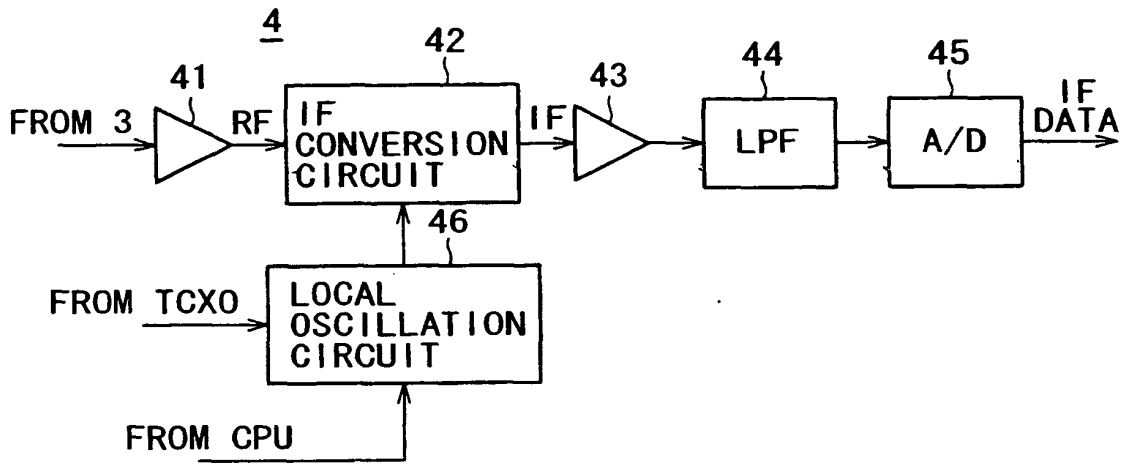 4
41
42
43
44
45
FROM 3
RF
IF
CONVERSION
CIRCUIT
IF
LPF
A/D
IF
DATA
46
FROM TCXO
LOCAL
OSCILLATION
CIRCUIT
FROM CPU